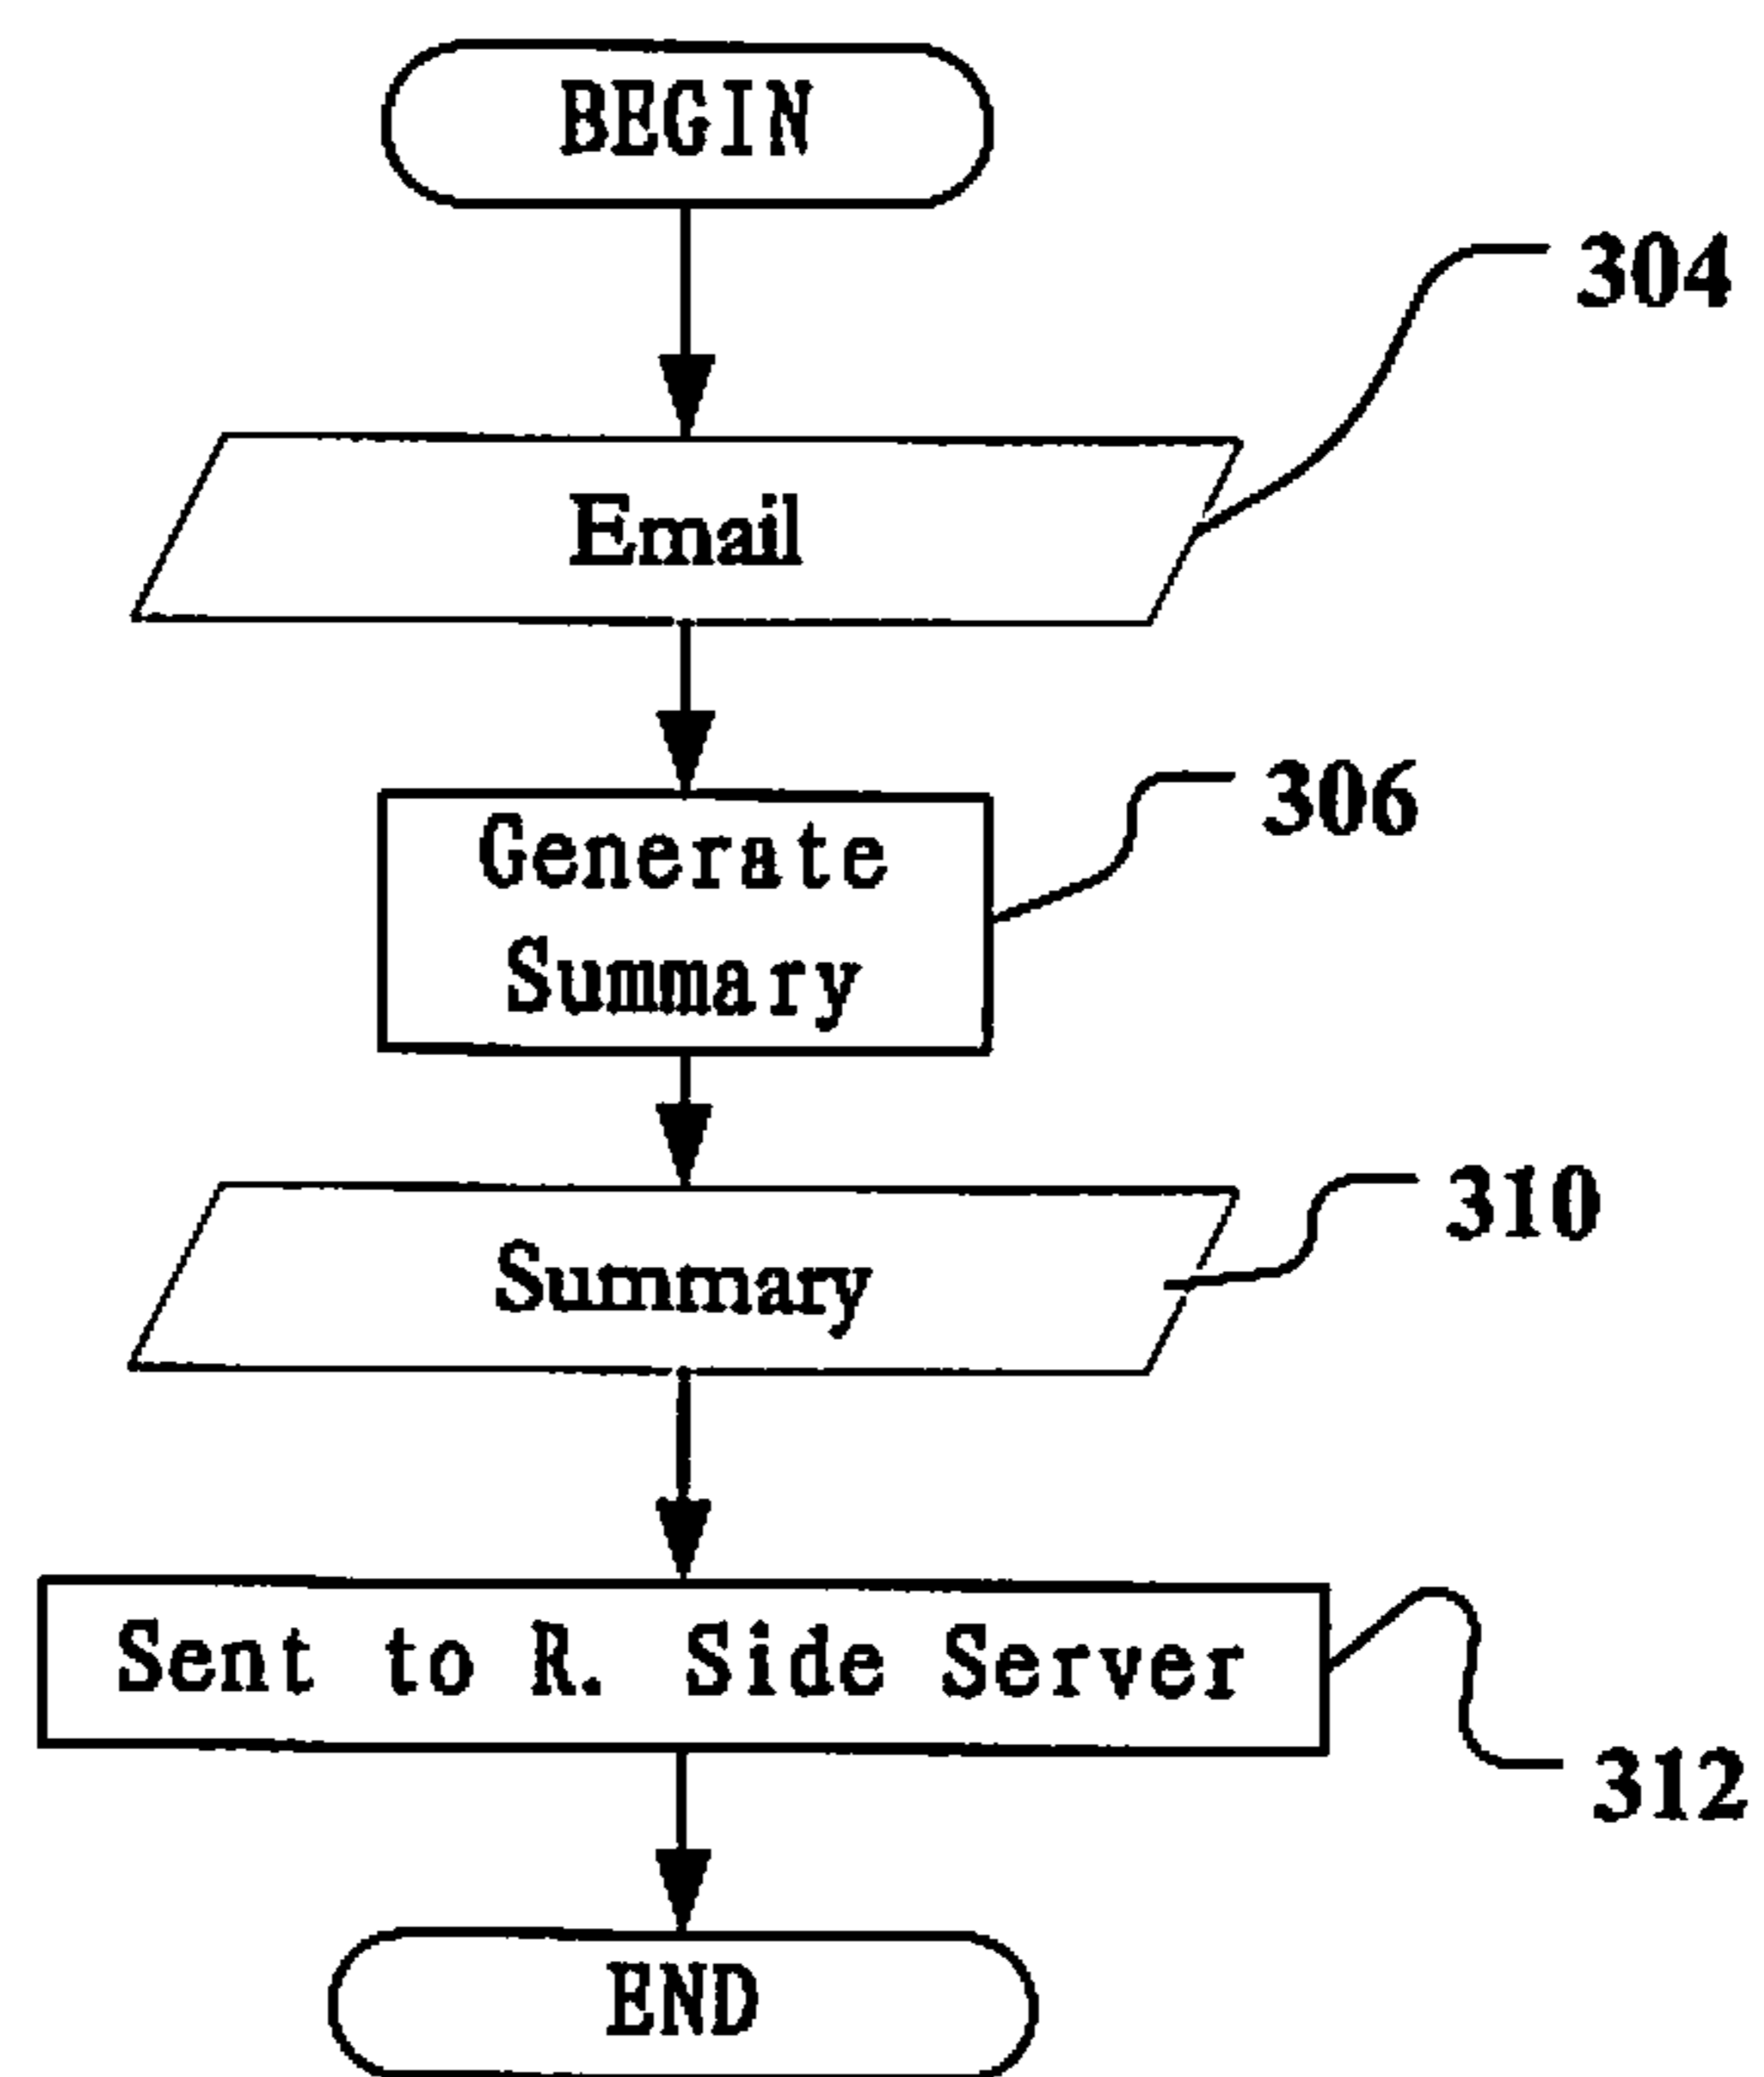 BEGIN
304
Email
306
Generate
Summary
310
Summary
Sent to R. Side Server
312
END